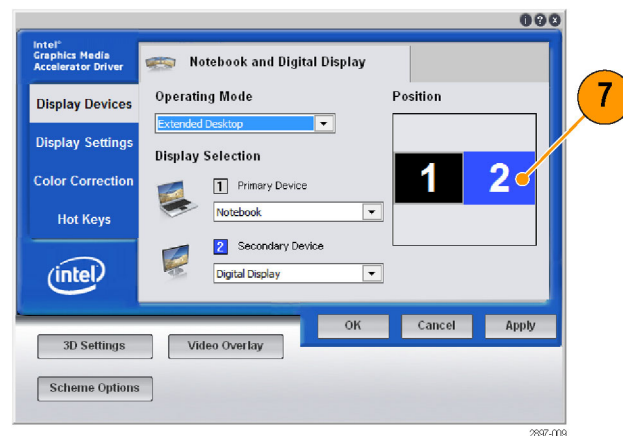 Intel®
Graphics Media
Accelerator Driver
Notebook and Digital Display
Display Devices
Display Settings
Color Correction
Hot Keys
intel
Operating Mode
Extended Desktop
Display Selection
1 Primary Device
Notebook
2 Secondary Device
Digital Display
Position
1 2
7
OK Cancel Apply
3D Settings Video Overlay
Scheme Options
2897-009